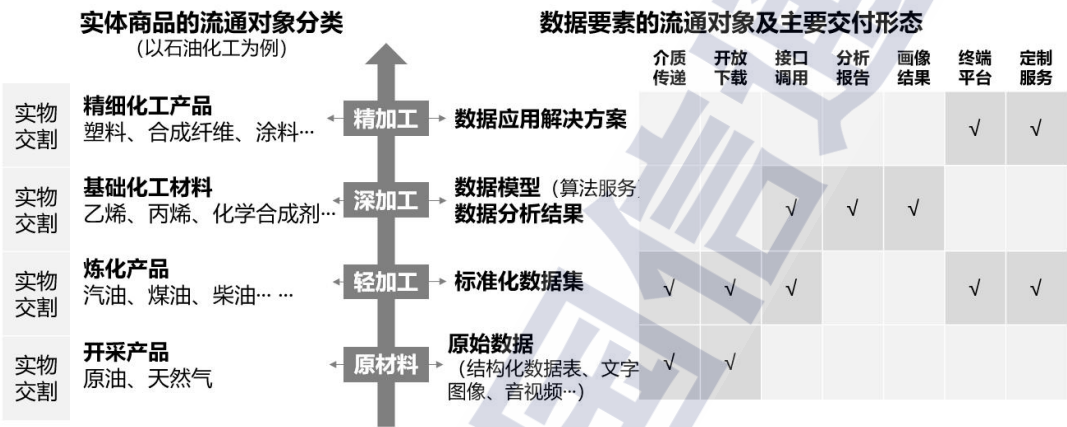 实体商品的流通对象分类
(以石油化工为例)
数据要素的流通对象及主要交付形态
介质传递
开放下载
接口调用
分析报告
画像结果
终端平台
定制服务
实物交割
精细化工产品
塑料、合成纤维、涂料…
精加工
数据应用解决方案
√ √
实物交割
基础化工材料
乙烯、丙烯、化学合成剂…
深加工
数据模型（算法服务）
数据分析结果
√ √ √
实物交割
炼化产品
汽油、煤油、柴油… …
轻加工
标准化数据集
√ √ √ √ √
实物交割
开采产品
原油、天然气
原材料
原始数据
（结构化数据表、文字
图像、音视频…）
√ √